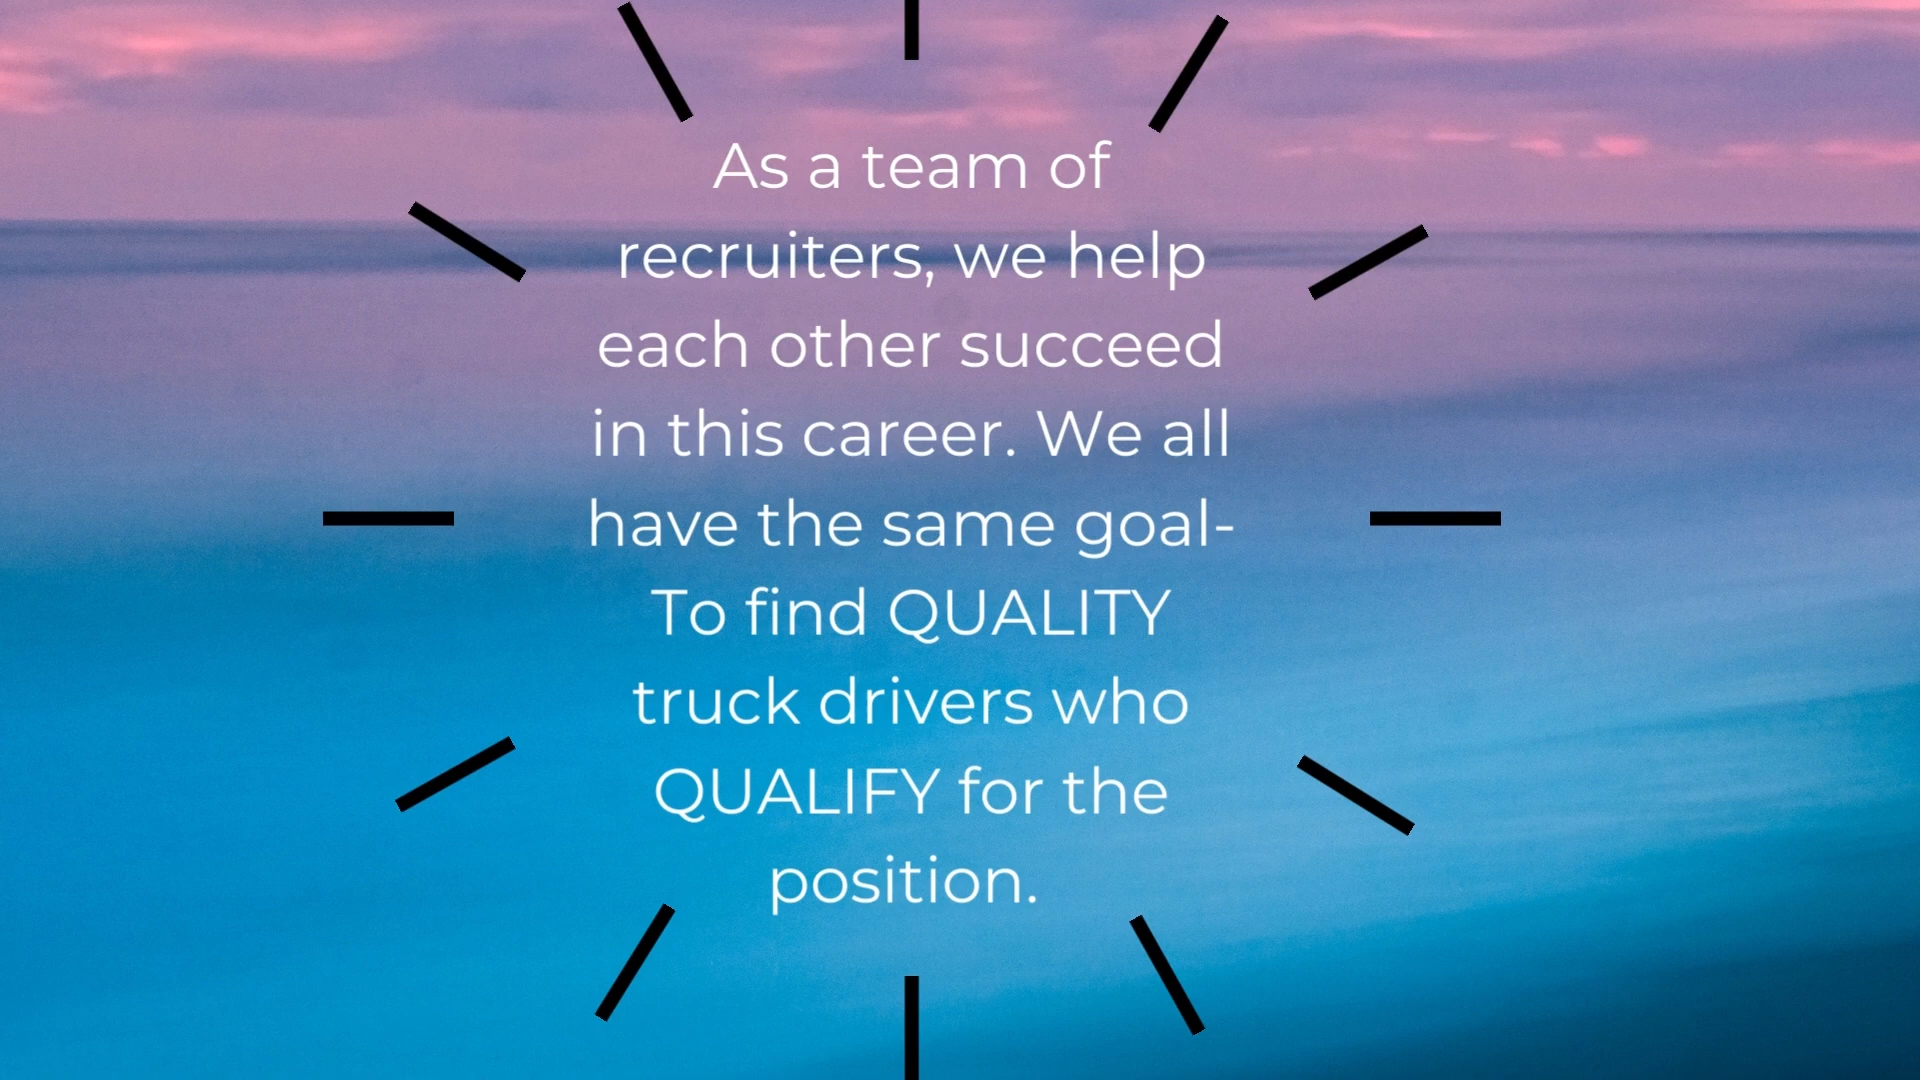 As a team of
recruiters, we help
each other succeed
in this career. We all
have the same goal-
To find QUALITY
truck drivers who
QUALIFY for the
position.